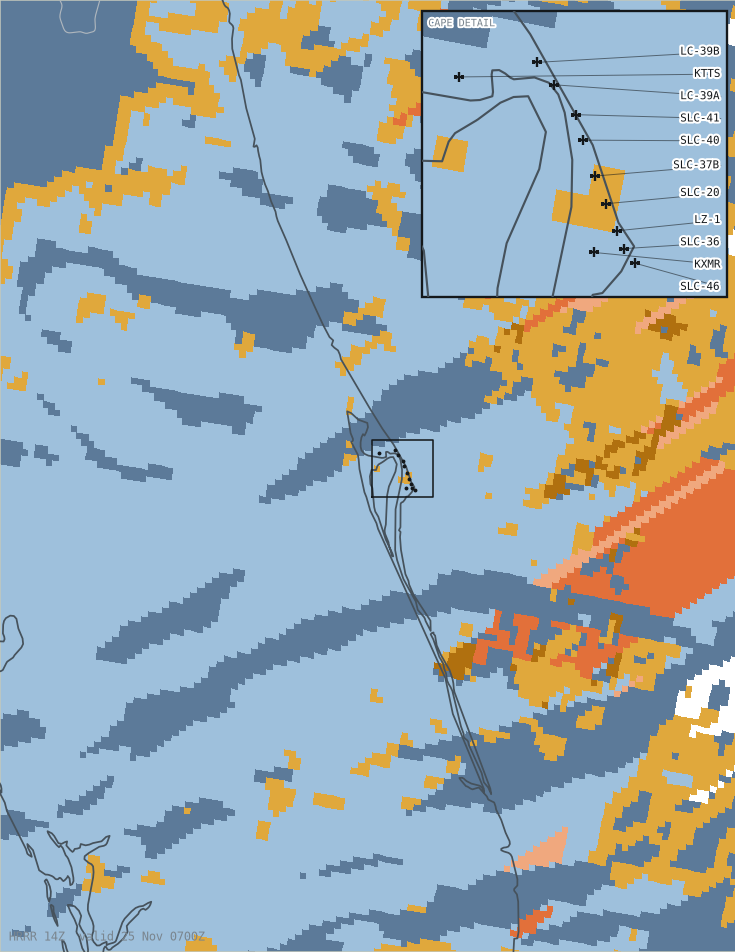 CAPE DETAIL
LC-39B
KTTS
LC-39A
SLC-41
SLC-40
SLC-37B
SLC-20
LZ-1
SLC-36
KXMR
SLC-46
HRRR 14Z, valid 25 Nov 0700Z